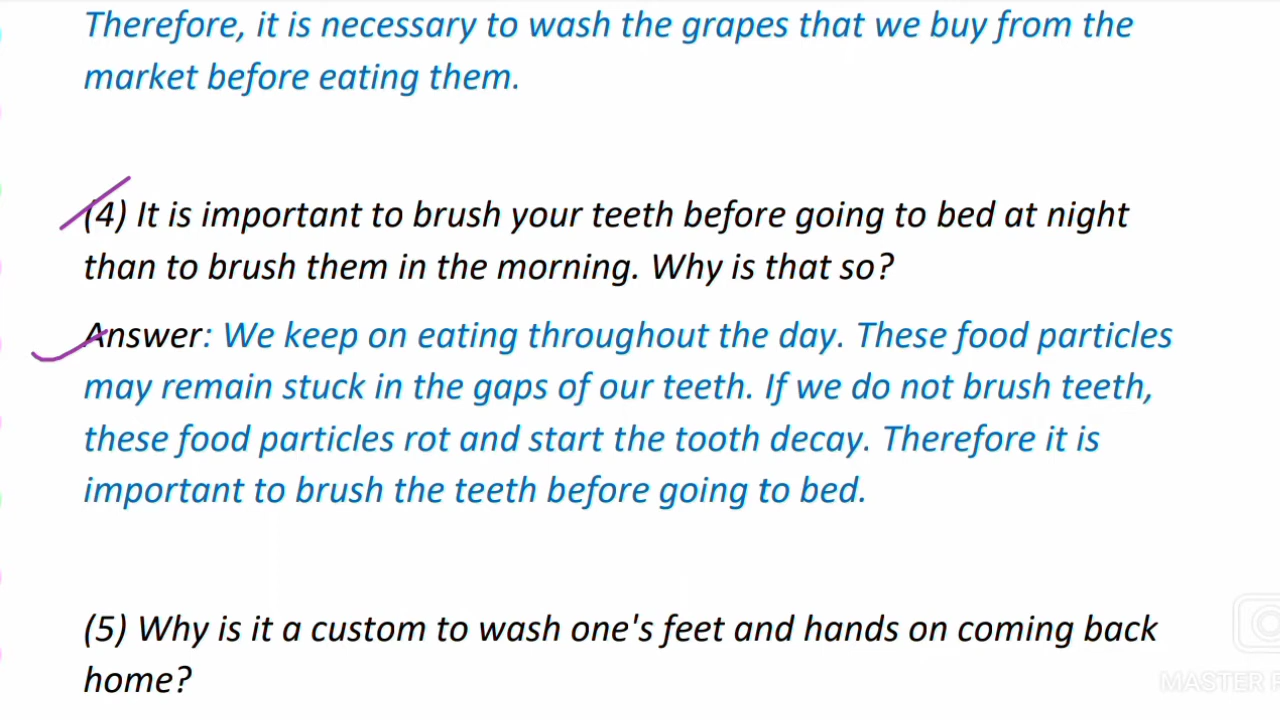 Therefore, it is necessary to wash the grapes that we buy from the
market before eating them.
(4) It is important to brush your teeth before going to bed at night
than to brush them in the morning. Why is that so?
Answer: We keep on eating throughout the day. These food particles
may remain stuck in the gaps of our teeth. If we do not brush teeth,
these food particles rot and start the tooth decay. Therefore it is
important to brush the teeth before going to bed.
(5) Why is it a custom to wash one's feet and hands on coming back
home?
MASTER